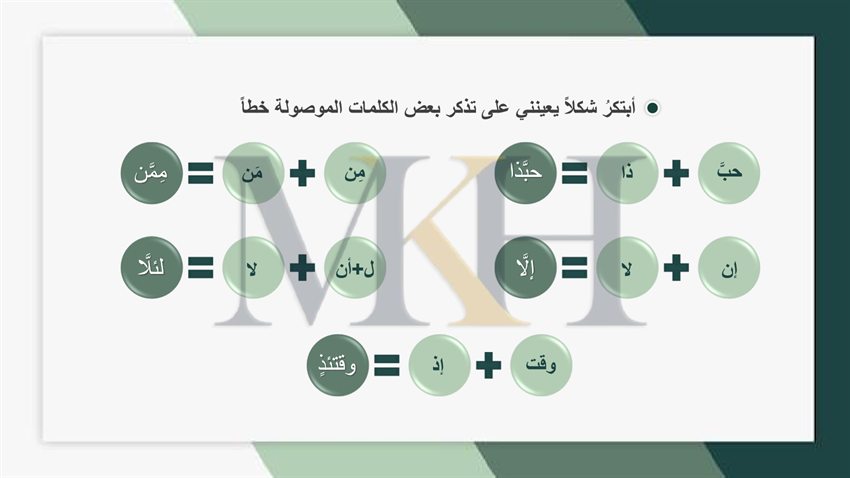 أبتكرُ شكلاً يعينني على تذكر بعض الكلمات الموصولة خطاً
حبَّ + ذا = حبَّذا
مِن + مَن = مِمَّن
إن + لا = إلَّا
ل+أن + لا = لئلَّا
وقت + إذ = وقتئذٍ
MKH